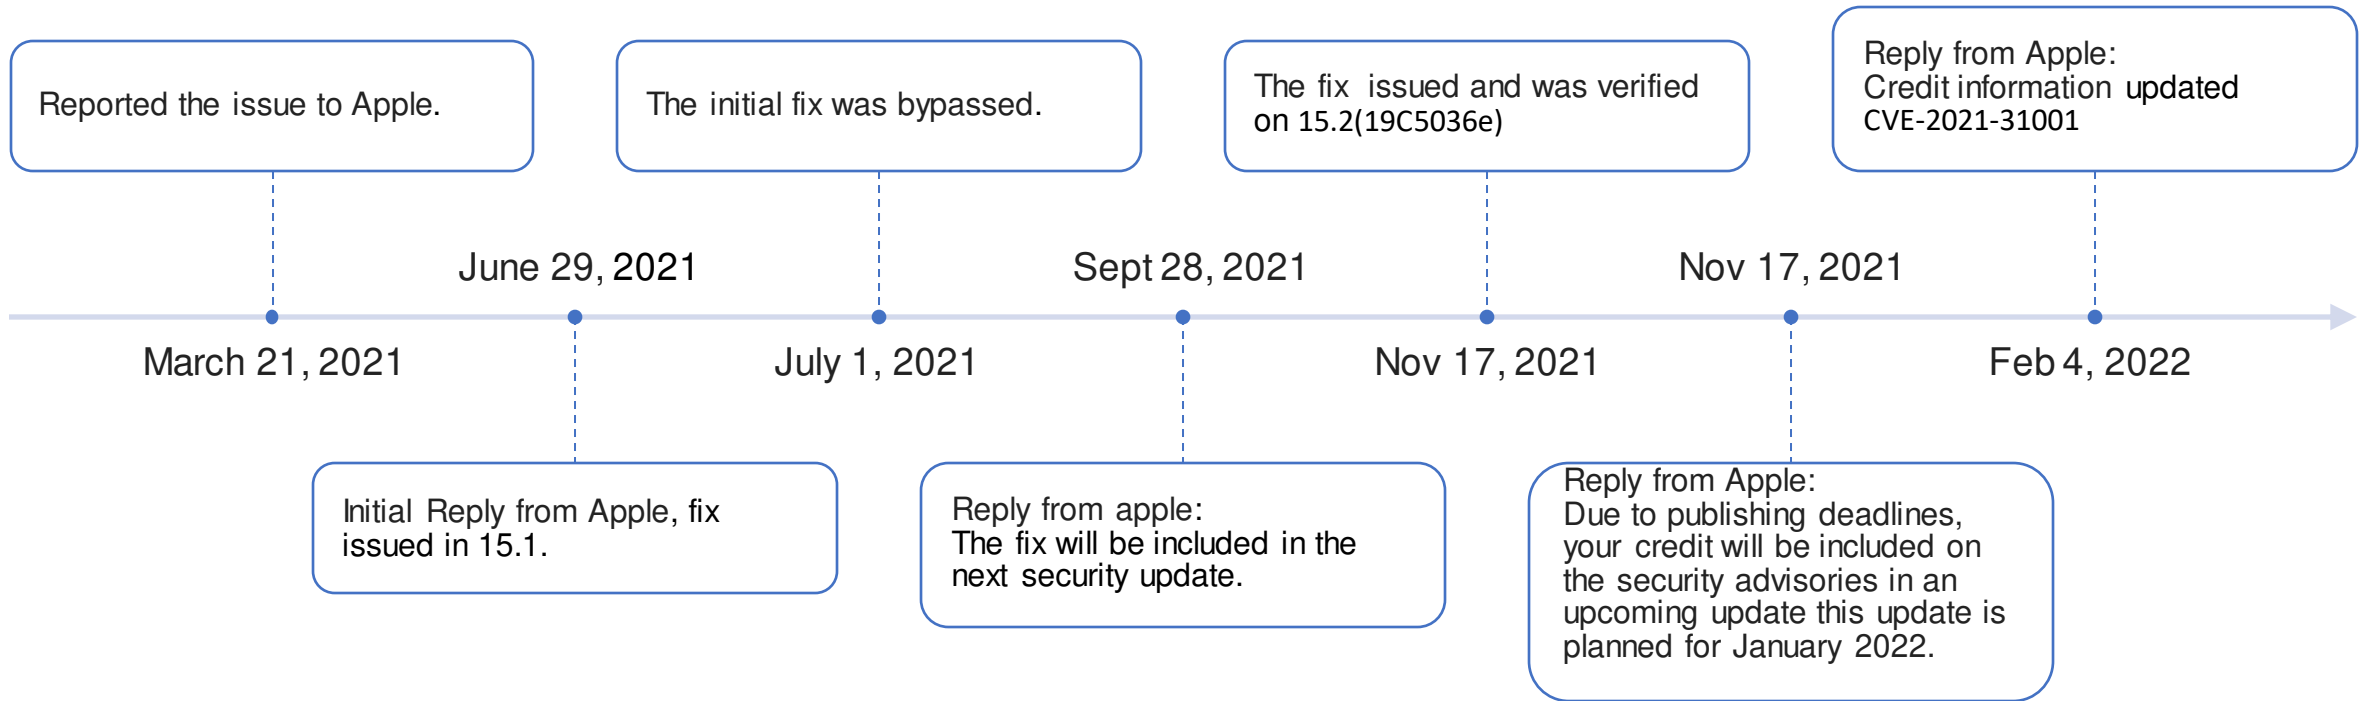 Reported the issue to Apple.
The initial fix was bypassed.
The fix issued and was verified
on 15.2(19C5036e)
Reply from Apple:
Credit information updated
CVE-2021-31001
June 29, 2021
Sept 28, 2021
Nov 17, 2021
March 21, 2021
July 1, 2021
Nov 17, 2021
Feb 4, 2022
Initial Reply from Apple, fix
issued in 15.1.
Reply from apple:
The fix will be included in the
next security update.
Reply from Apple:
Due to publishing deadlines,
your credit will be included on
the security advisories in an
upcoming update this update is
planned for January 2022.